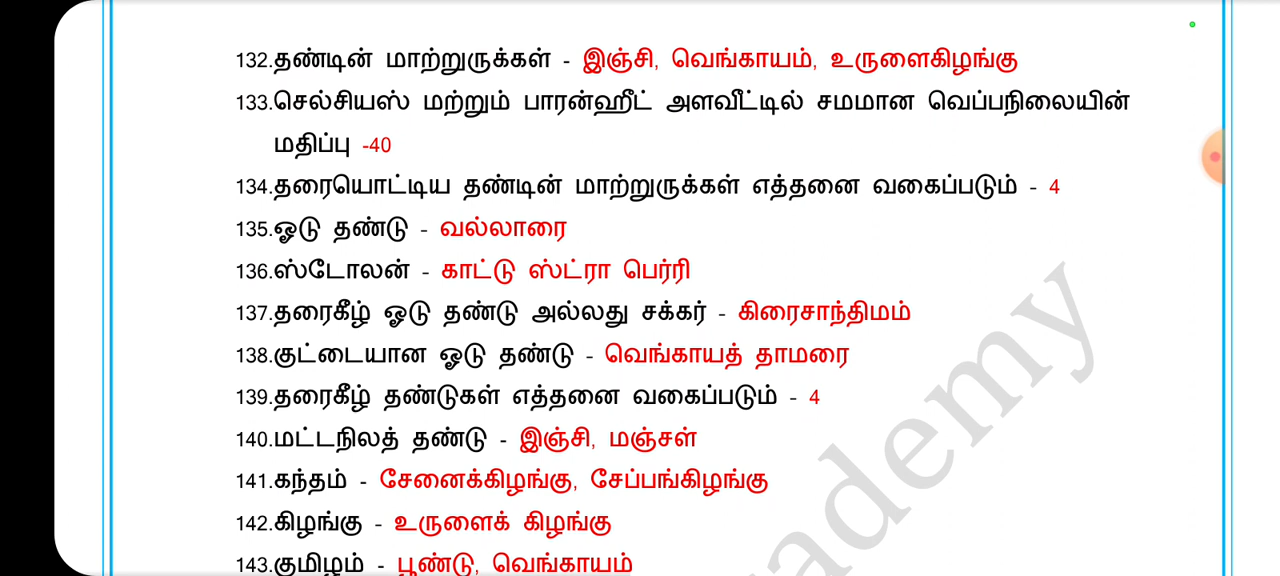 132.தண்டின் மாற்றுருக்கள் - இஞ்சி, வெங்காயம், உருளைகிழங்கு
133.செல்சியஸ் மற்றும் பாரன்ஹீட் அளவீட்டில் சமமான வெப்பநிலையின்
மதிப்பு -40
134.தரையொட்டிய தண்டின் மாற்றுருக்கள் எத்தனை வகைப்படும் - 4
135.ஓடு தண்டு - வல்லாரை
136.ஸ்டோலன் - காட்டு ஸ்ட்ரா பெர்ரி
137.தரைகீழ் ஓடு தண்டு அல்லது சக்கர் - கிரைசாந்திமம்
138.குட்டையான ஓடு தண்டு - வெங்காயத் தாமரை
139.தரைகீழ் தண்டுகள் எத்தனை வகைப்படும் - 4
140.மட்டநிலத் தண்டு - இஞ்சி, மஞ்சள்
141.கந்தம் - சேனைக்கிழங்கு, சேப்பங்கிழங்கு
142.கிழங்கு - உருளைக் கிழங்கு
143.குமிழம் - பூண்டு, வெங்காயம்
ademy